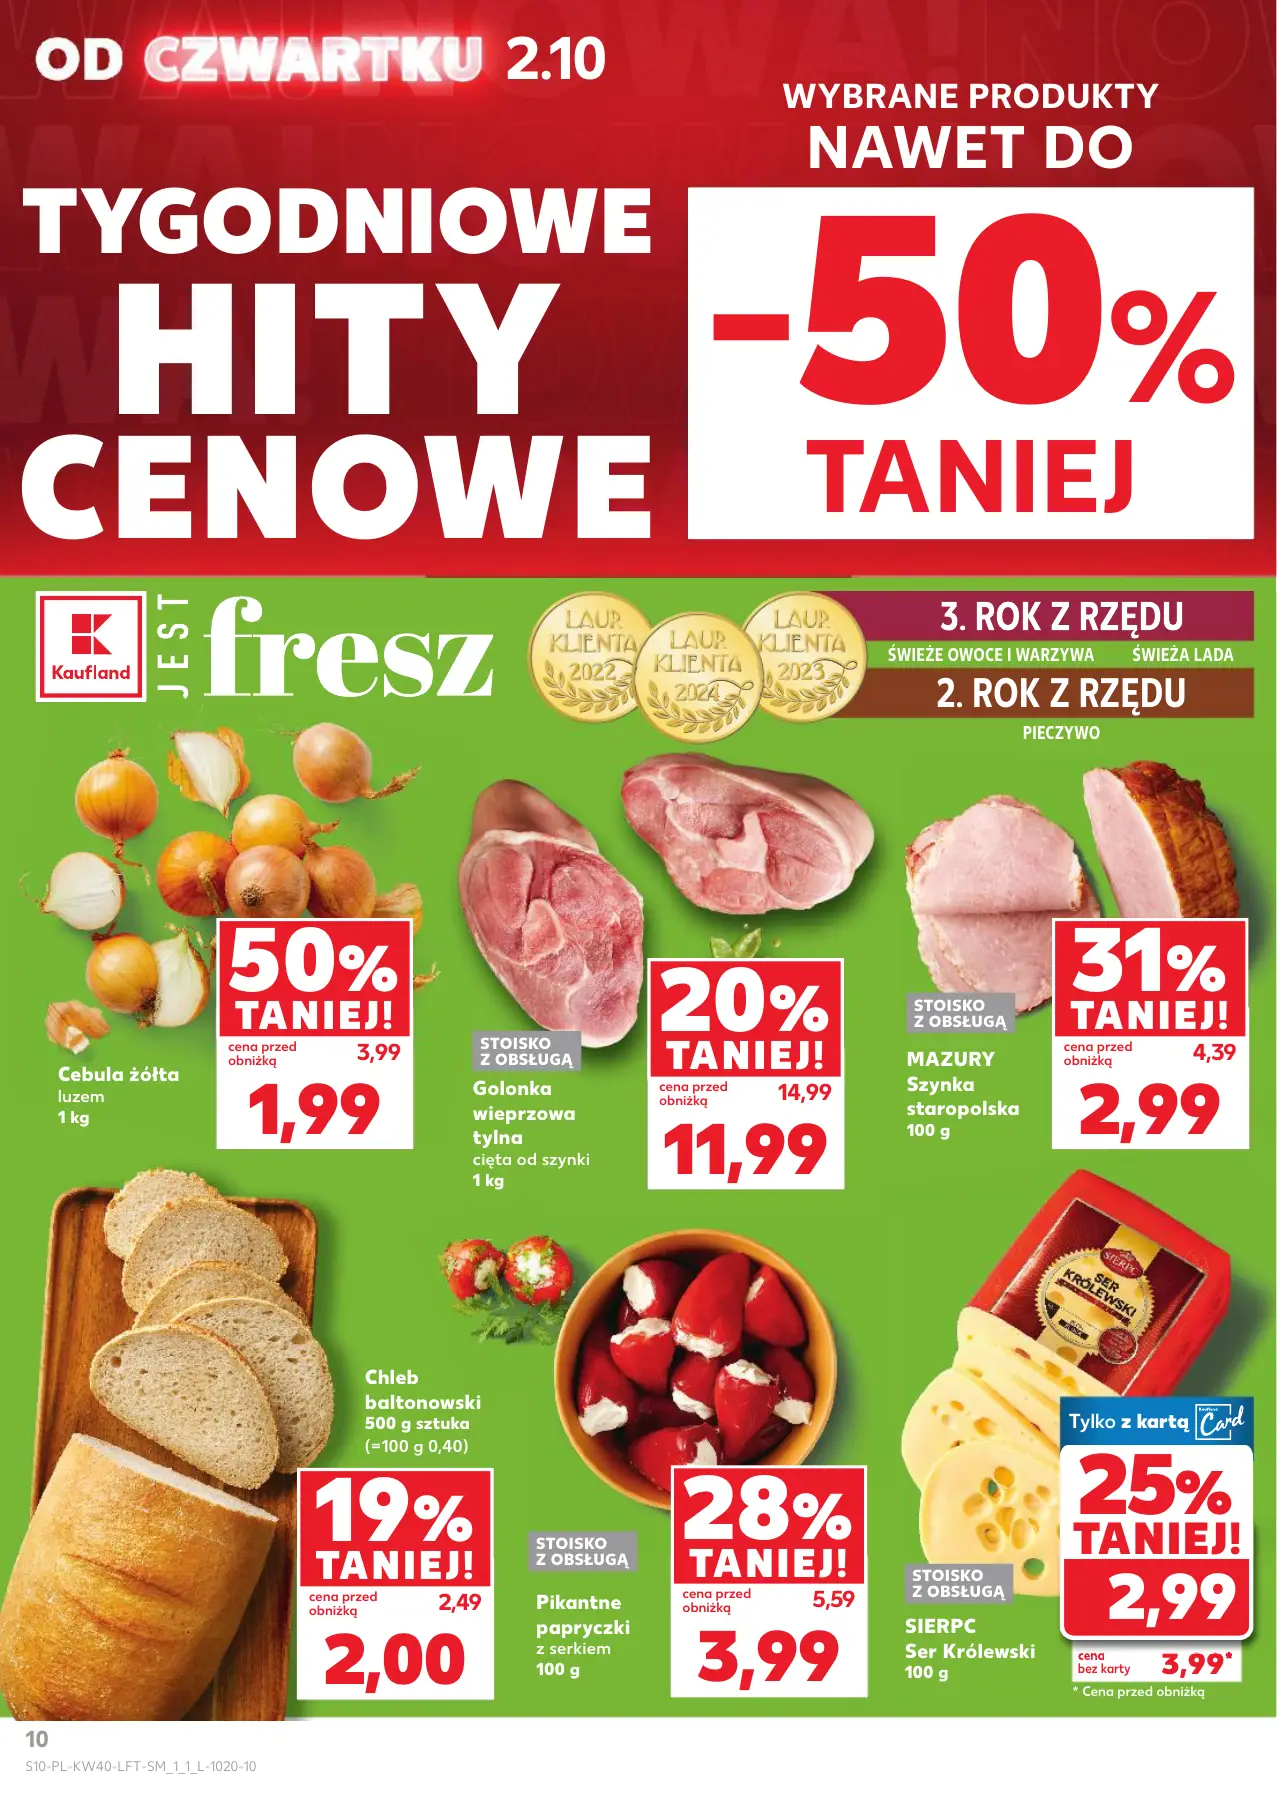 OD CZWARTKU 2.10
WYBRANE PRODUKTY
NAWET DO
-50%
TANIEJ
TYGODNIOWE
HITY
CENOWE
Kaufland
JEST
fresz
LAUR
KLIENTA
2022
LAUR
KLIENTA
2024
LAUR
KLIENTA
2023
3. ROK Z RZĘDU
ŚWIEŻE OWOCE I WARZYWA ŚWIEŻA LADA
2. ROK Z RZĘDU
PIECZYWO
50%
TANIEJ!
cena przed
obniżką
3,99
1,99
Cebula żółta
luzem
1 kg
STOISKO
Z OBSŁUGĄ
Golonka
wieprzowa
tylna
cięta od szynki
1 kg
20%
TANIEJ!
cena przed
obniżką
14,99
11,99
STOISKO
Z OBSŁUGĄ
MAZURY
Szynka
staropolska
100 g
31%
TANIEJ!
cena przed
obniżką
4,39
2,99
Chleb
baltonowski
500 g sztuka
(=100 g 0,40)
19%
TANIEJ!
cena przed
obniżką
2,49
2,00
STOISKO
Z OBSŁUGĄ
Pikantne
papryczki
z serkiem
100 g
28%
TANIEJ!
cena przed
obniżką
5,59
3,99
SIERPC
SER
KRÓLEWSKI
STOISKO
Z OBSŁUGĄ
SIERPC
Ser Królewski
100 g
Tylko z kartą
Kaufland
Card
25%
TANIEJ!
2,99
cena
bez karty
3,99*
* Cena przed obniżką
10
S10-PL-KW40-LFT-SM_1_1_L-1020-10